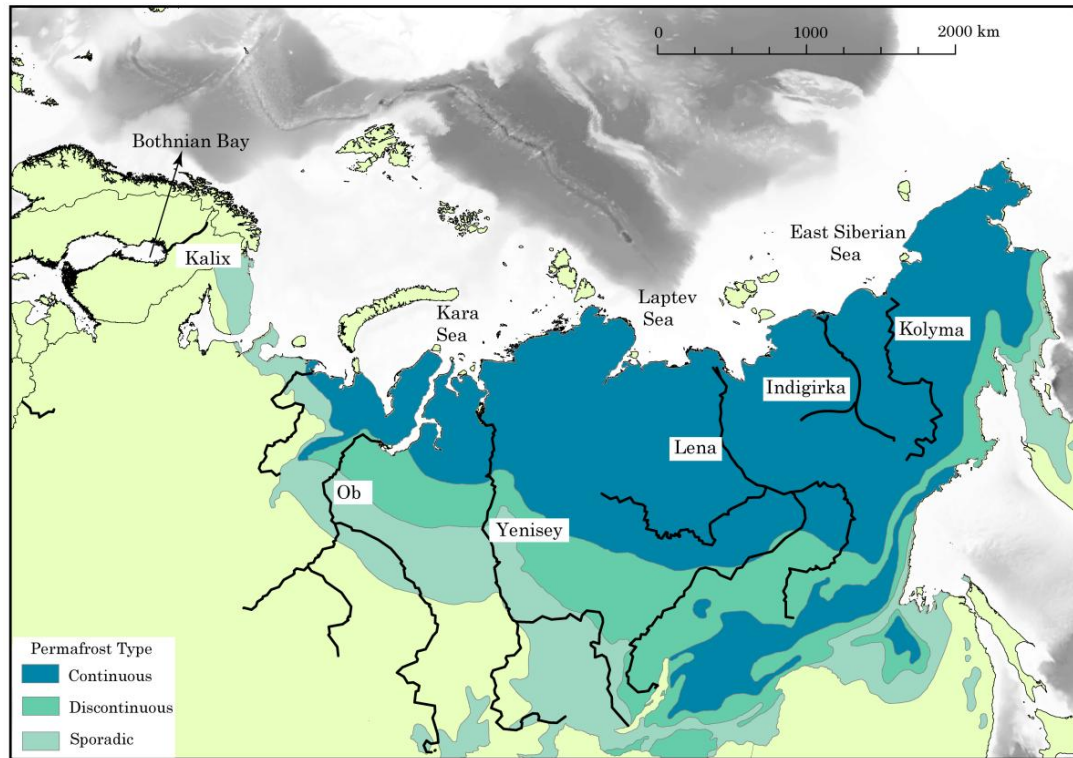 0 1000 2000 km
Bothnian Bay
Kalix
East Siberian
Sea
Laptev
Sea
Kara
Sea
Kolyma
Indigirka
Lena
Ob
Yenisey
Permafrost Type
Continuous
Discontinuous
Sporadic